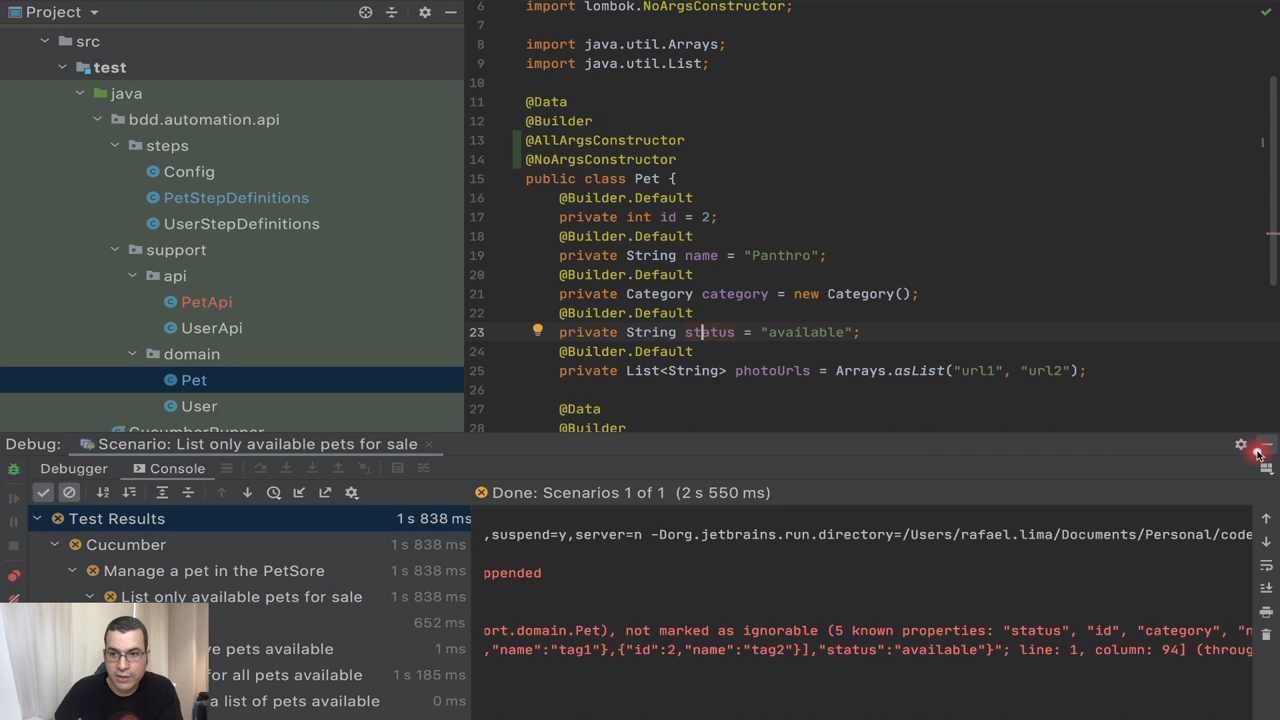 Project
src
test
java
bdd.automation.api
steps
Config
PetStepDefinitions
UserStepDefinitions
support
api
PetApi
UserApi
domain
Pet
User
CucumberRunner
6 import lombok.NoArgsConstructor;
7
8 import java.util.Arrays;
9 import java.util.List;
10
11 @Data
12 @Builder
13 @AllArgsConstructor
14 @NoArgsConstructor
15 public class Pet {
16 @Builder.Default
17 private int id = 2;
18 @Builder.Default
19 private String name = "Panthro";
20 @Builder.Default
21 private Category category = new Category();
22 @Builder.Default
23 private String status = "available";
24 @Builder.Default
25 private List<String> photoUrls = Arrays.asList("url1", "url2");
26
27 @Data
28 @Builder
Debug: Scenario: List only available pets for sale
Debugger Console
Done: Scenarios 1 of 1 (2 s 550 ms)
Test Results 1 s 838 ms
Cucumber 1 s 838 ms
Manage a pet in the PetSore 1 s 838 ms
List only available pets for sale 1 s 838 ms
652 ms
e pets available 1 ms
for all pets available 1 s 185 ms
a list of pets available 0 ms
,suspend=y,server=n -Dorg.jetbrains.run.directory=/Users/rafael.lima/Documents/Personal/code
ppended
ort.domain.Pet), not marked as ignorable (5 known properties: "status", "id", "category", "n
,"name":"tag1"},{"id":2,"name":"tag2"}],"status":"available"}"; line: 1, column: 94] (throug